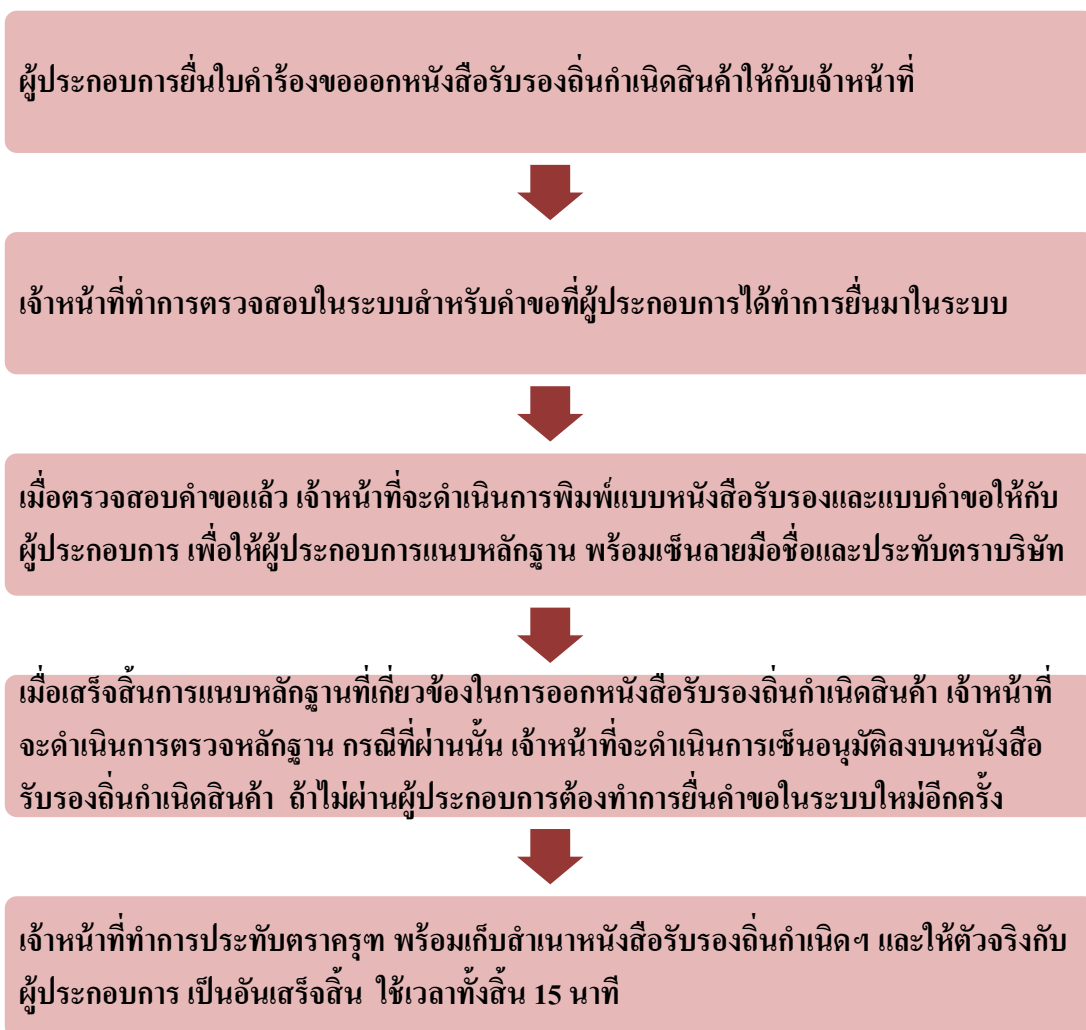 ผู้ประกอบการยื่นใบคำร้องขอออกหนังสือรับรองถิ่นกำเนิดสินค้าให้กับเจ้าหน้าที่
เจ้าหน้าที่ทำการตรวจสอบในระบบสำหรับคำขอที่ผู้ประกอบการได้ทำการยื่นมาในระบบ
เมื่อตรวจสอบคำขอแล้ว เจ้าหน้าที่จะดำเนินการพิมพ์แบบหนังสือรับรองและแบบคำขอให้กับ
ผู้ประกอบการ เพื่อให้ผู้ประกอบการแนบหลักฐาน พร้อมเซ็นลายมือชื่อและประทับตราบริษัท
เมื่อเสร็จสิ้นการแนบหลักฐานที่เกี่ยวข้องในการออกหนังสือรับรองถิ่นกำเนิดสินค้า เจ้าหน้าที่
จะดำเนินการตรวจหลักฐาน กรณีที่ผ่านนั้น เจ้าหน้าที่จะดำเนินการเซ็นอนุมัติลงบนหนังสือ
รับรองถิ่นกำเนิดสินค้า ถ้าไม่ผ่านผู้ประกอบการต้องทำการยื่นคำขอในระบบใหม่อีกครั้ง
เจ้าหน้าที่ทำการประทับตราครุฑ พร้อมเก็บสำเนาหนังสือรับรองถิ่นกำเนิดฯ และให้ตัวจริงกับ
ผู้ประกอบการ เป็นอันเสร็จสิ้น ใช้เวลาทั้งสิ้น 15 นาที